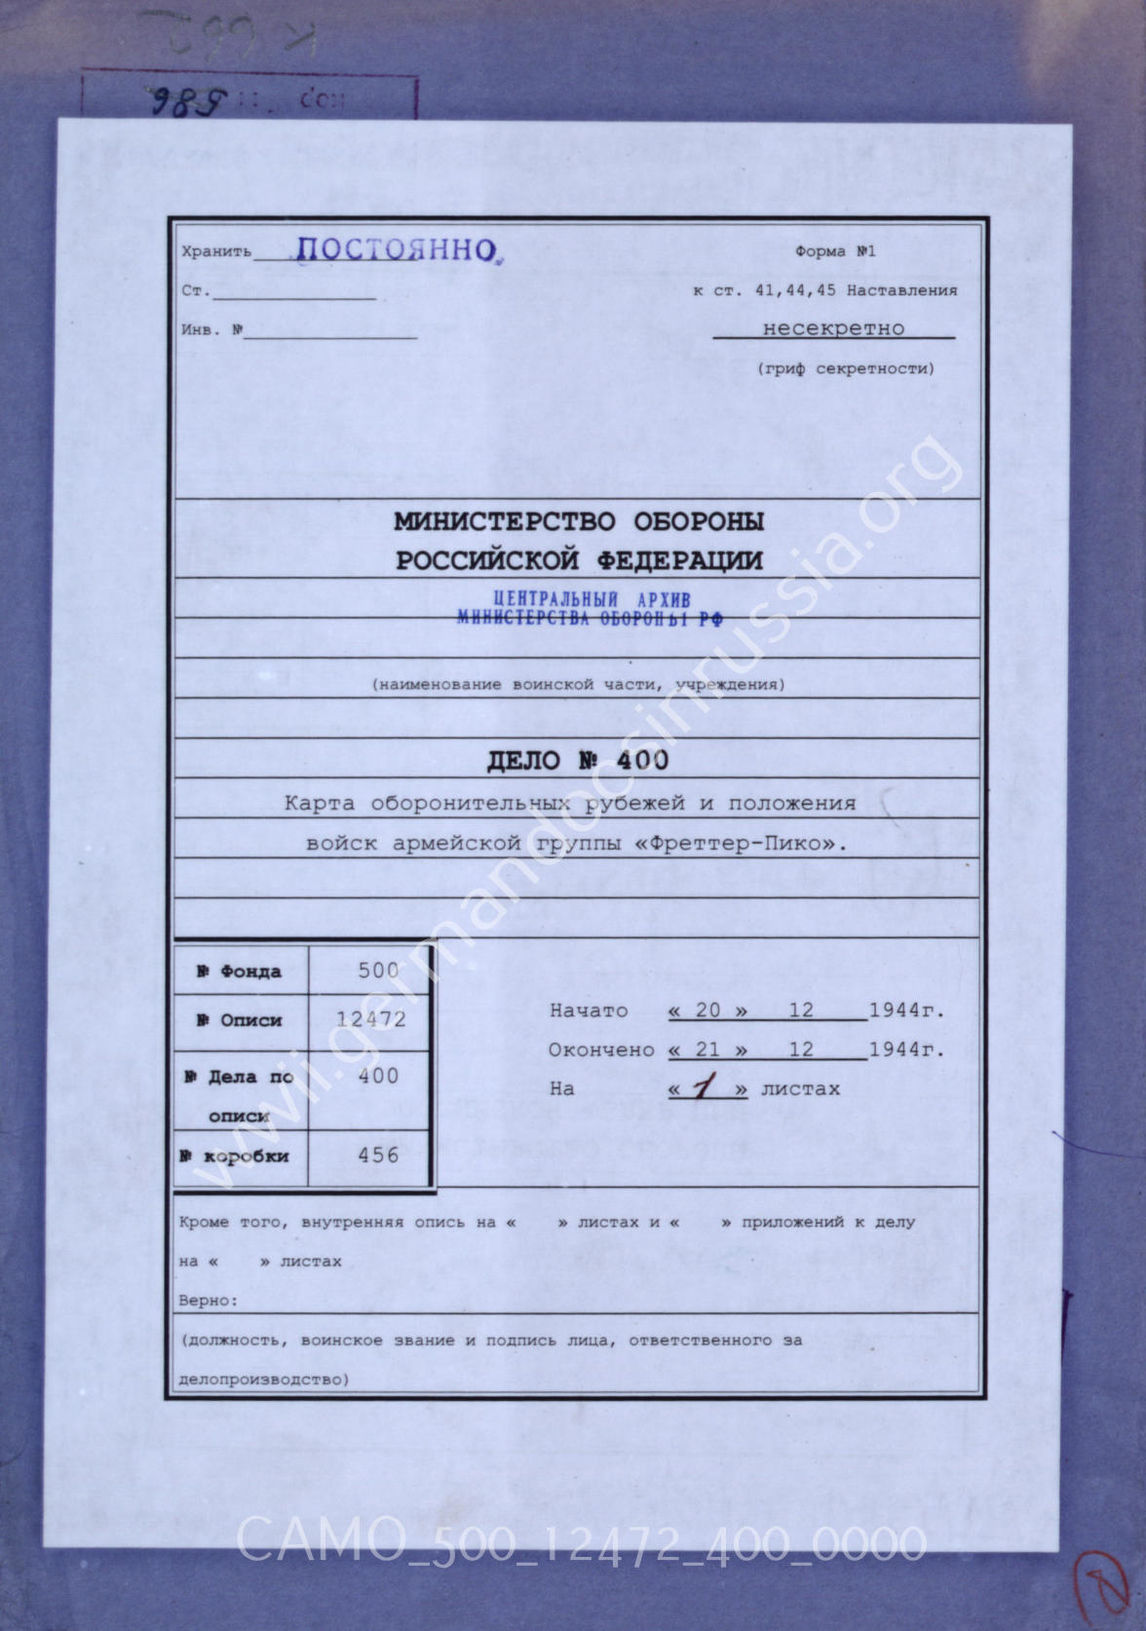 К 662
586
Хранить ПОСТОЯННО
Форма №1
Ст.
к ст. 41,44,45 Наставления
Инв. №
несекретно
(гриф секретности)
МИНИСТЕРСТВО ОБОРОНЫ
РОССИЙСКОЙ ФЕДЕРАЦИИ
ЦЕНТРАЛЬНЫЙ АРХИВ
МИНИСТЕРСТВА ОБОРОНЫ РФ
(наименование воинской части, учреждения)
ДЕЛО № 400
Карта оборонительных рубежей и положения
войск армейской группы «Фреттер-Пико».
№ Фонда 500
№ Описи 12472
№ Дела по описи 400
№ коробки 456
Начато « 20 » 12 1944г.
Окончено « 21 » 12 1944г.
На « 1 » листах
Кроме того, внутренняя опись на « » листах и « » приложений к делу
на « » листах
Верно:
(должность, воинское звание и подпись лица, ответственного за
делопроизводство)
wwii.germandocsinrussia.org
CAMO_500_12472_400_0000